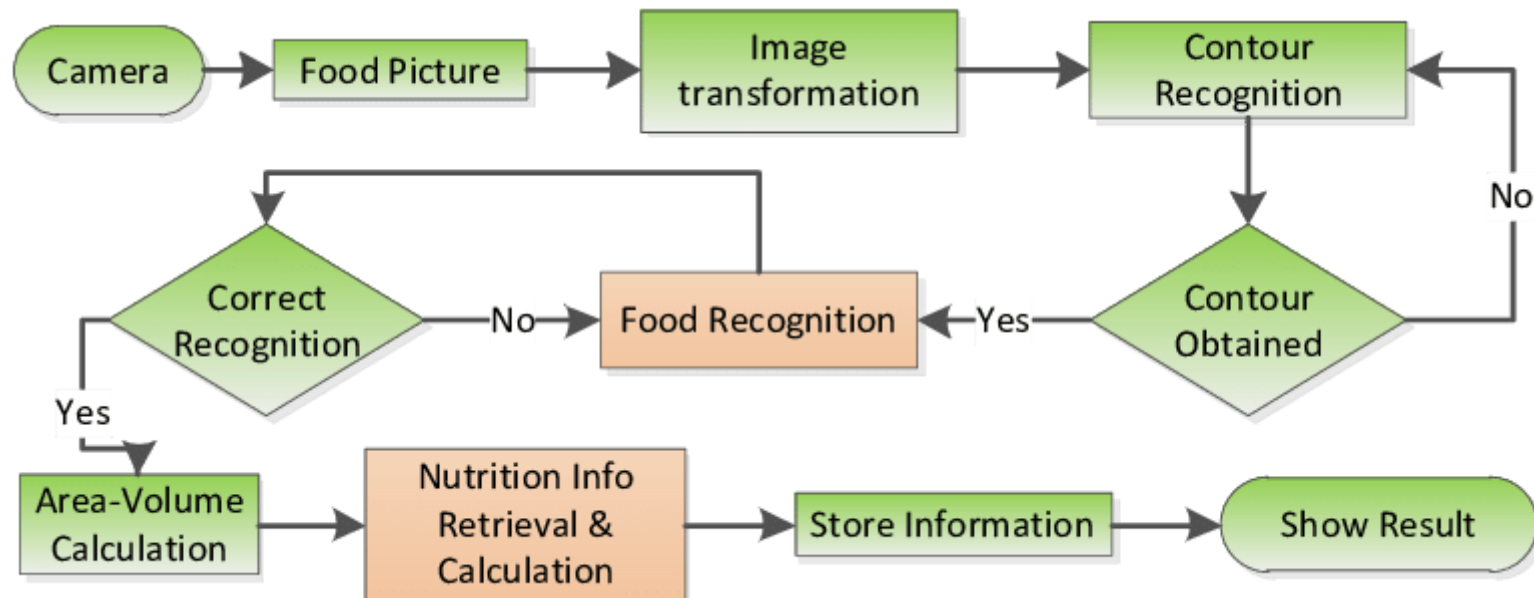 Camera
Food Picture
Image
transformation
Contour
Recognition
No
Correct
Recognition
No
Food Recognition
Yes
Contour
Obtained
Yes
Area-Volume
Calculation
Nutrition Info
Retrieval &
Calculation
Store Information
Show Result